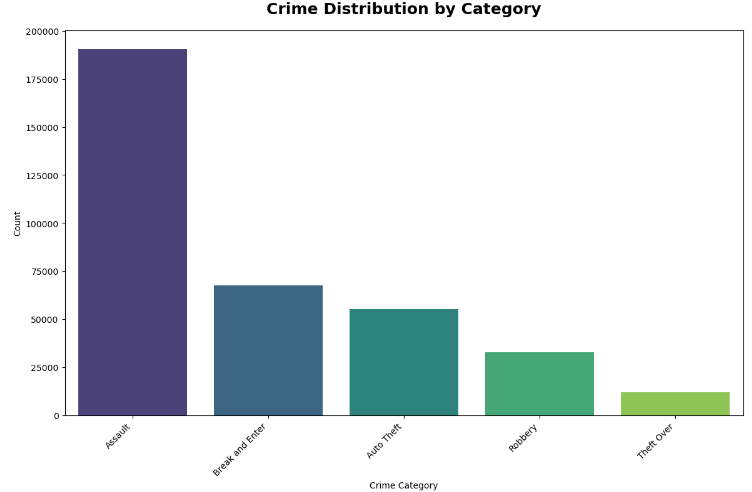 Crime Distribution by Category
200000
175000
150000
125000
100000
75000
50000
25000
0
Count
Assault
Break and Enter
Auto Theft
Robbery
Theft Over
Crime Category